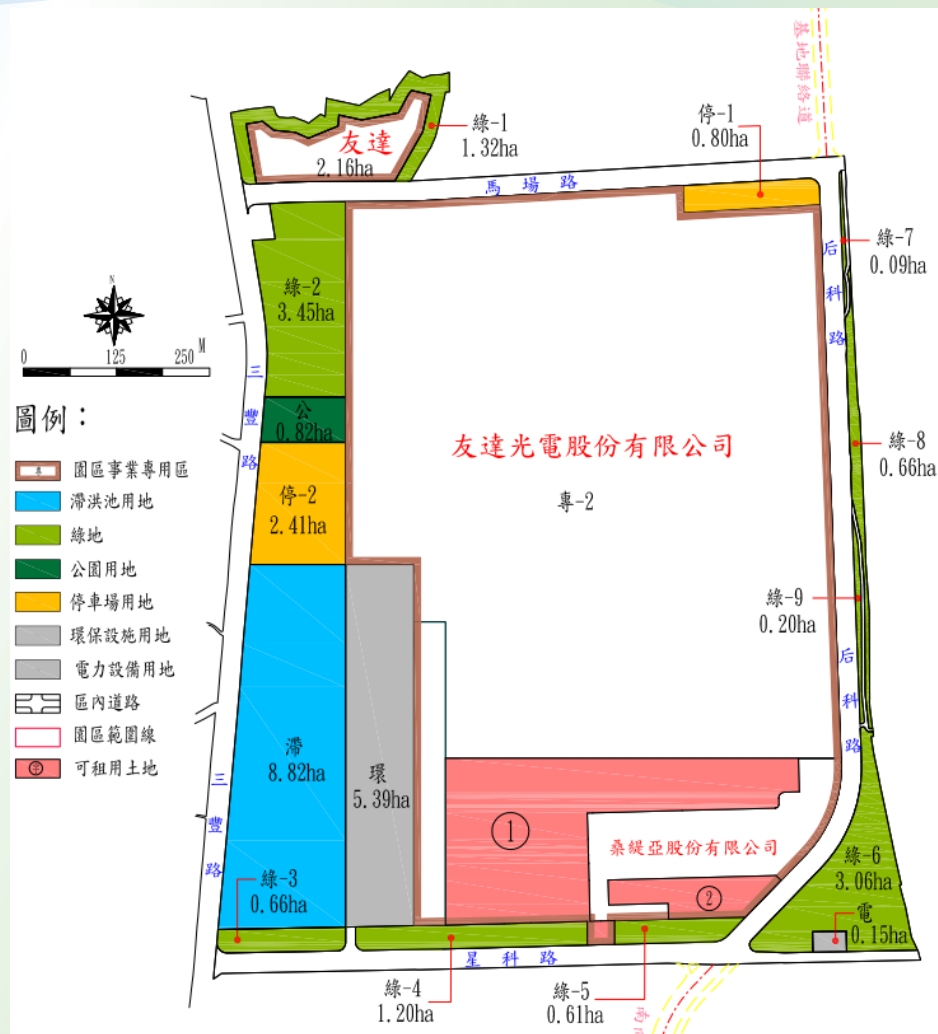 基地聯絡道
綠-1
1.32ha
友達
2.16ha
停-1
0.80ha
馬場路
后科路
綠-7
0.09ha
綠-2
3.45ha
N
0 125 250 M
三豐路
公
0.82ha
圖例：
友達光電股份有限公司
專-2
綠-8
0.66ha
專 園區事業專用區
滯洪池用地
綠地
公園用地
停車場用地
環保設施用地
電力設備用地
區內道路
園區範圍線
可租用土地
停-2
2.41ha
綠-9
0.20ha
后科路
滯
8.82ha
環
5.39ha
三豐路
①
桑緹亞股份有限公司
②
綠-6
3.06ha
綠-3
0.66ha
電
0.15ha
星科路
綠-4
1.20ha
綠-5
0.61ha
南